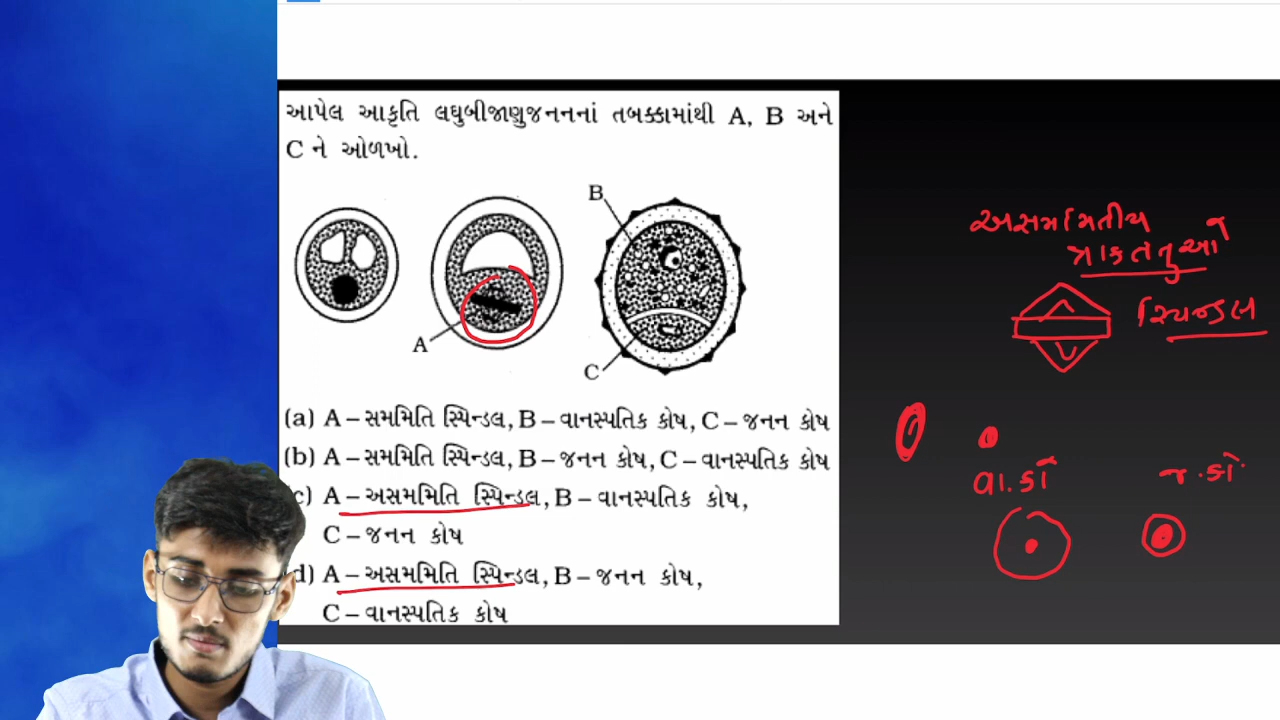 આપેલ આકૃતિ લઘુબીજાણુજનનનાં તબક્કામાંથી A, B અને
C ને ઓળખો.
B
A
C
(a) A – સમમિતિ સ્પિન્ડલ, B – વાનસ્પતિક કોષ, C – જનન કોષ
(b) A – સમમિતિ સ્પિન્ડલ, B – જનન કોષ, C – વાનસ્પતિક કોષ
c) A – અસમમિતિ સ્પિન્ડલ, B – વાનસ્પતિક કોષ,
C – જનન કોષ
d) A – અસમમિતિ સ્પિન્ડલ, B – જનન કોષ,
C – વાનસ્પતિક કોષ
ત્રાકતંતુઓ
સ્પિન્ડલ
વા.કો
જ.કો.